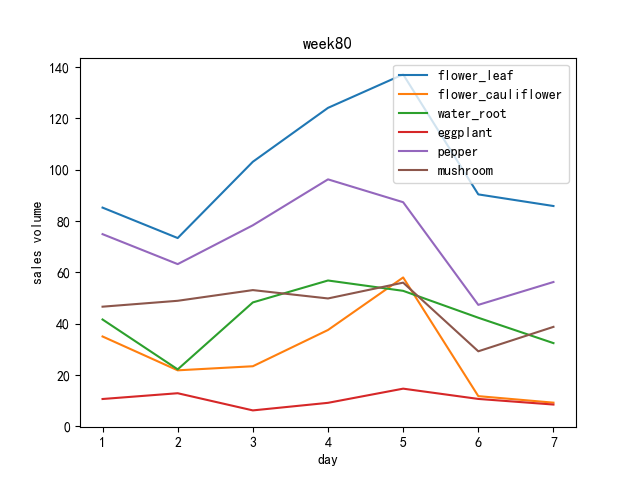 week80
flower_leaf
flower_cauliflower
water_root
eggplant
pepper
mushroom
sales volume
140
120
100
80
60
40
20
0
1 2 3 4 5 6 7
day